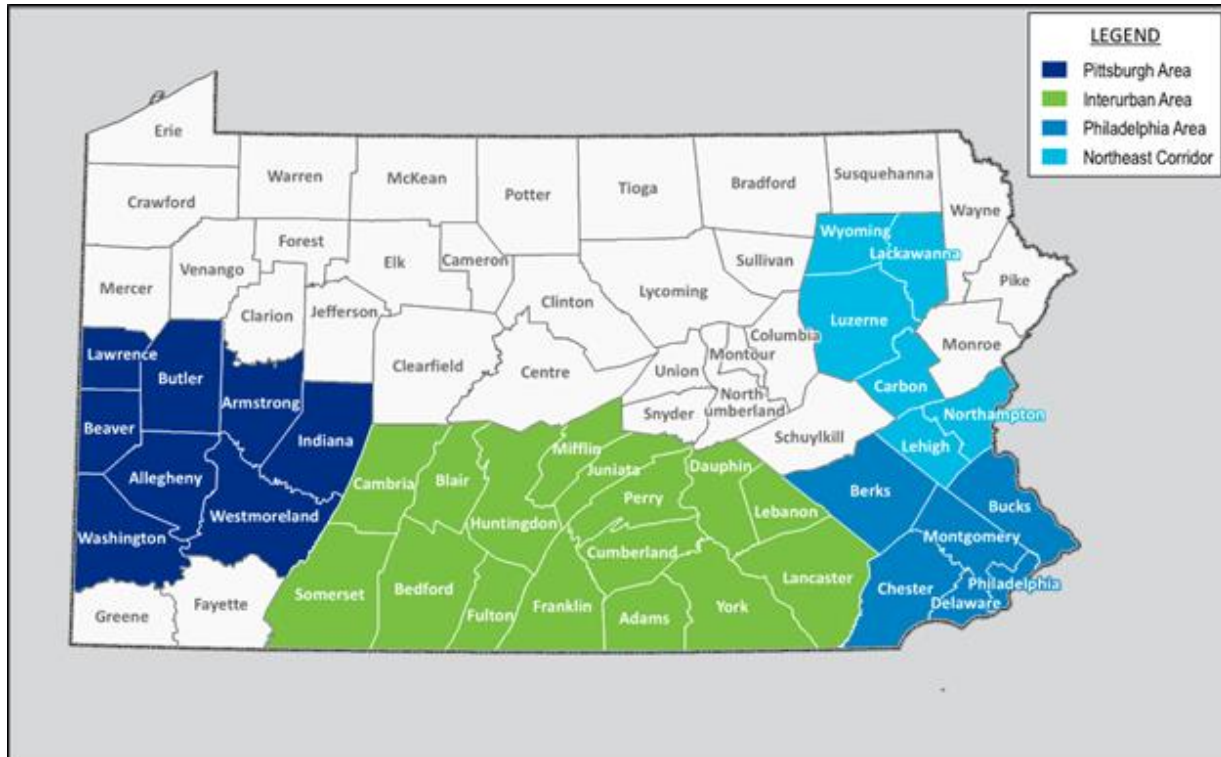 LEGEND
Pittsburgh Area
Interurban Area
Philadelphia Area
Northeast Corridor
Erie
Warren
McKean
Potter
Tioga
Bradford
Susquehanna
Wayne
Crawford
Forest
Elk
Cameron
Sullivan
Wyoming
Lackawanna
Pike
Mercer
Venango
Clarion
Jefferson
Clinton
Lycoming
Columbia
Luzerne
Monroe
Lawrence
Butler
Clearfield
Centre
Union
Montour
Carbon
Armstrong
Snyder
North
umberland
Northampton
Beaver
Indiana
Mifflin
Schuylkill
Lehigh
Allegheny
Cambria
Blair
Juniata
Dauphin
Berks
Bucks
Washington
Westmoreland
Huntingdon
Perry
Lebanon
Cumberland
Montgomery
Greene
Fayette
Somerset
Bedford
Fulton
Franklin
Adams
York
Lancaster
Chester
Delaware
Philadelphia